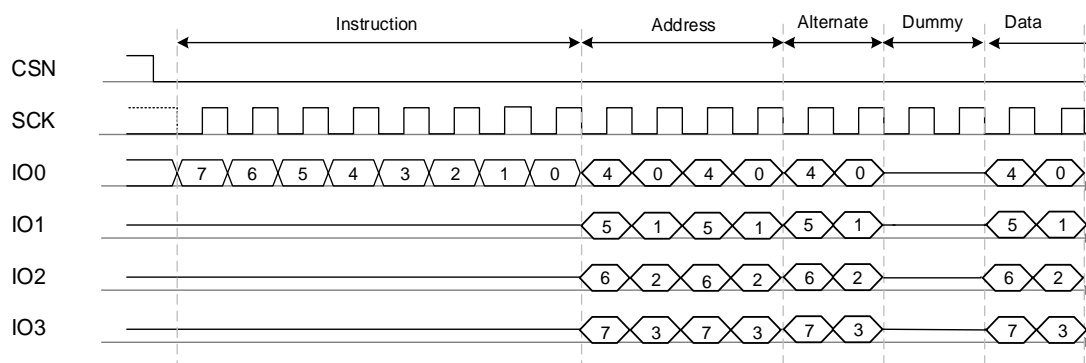 Instruction Address Alternate Dummy Data
CSN
SCK
IO0 7 6 5 4 3 2 1 0 4 0 4 0 4 0 4 0
IO1 5 1 5 1 5 1 5 1
IO2 6 2 6 2 6 2 6 2
IO3 7 3 7 3 7 3 7 3